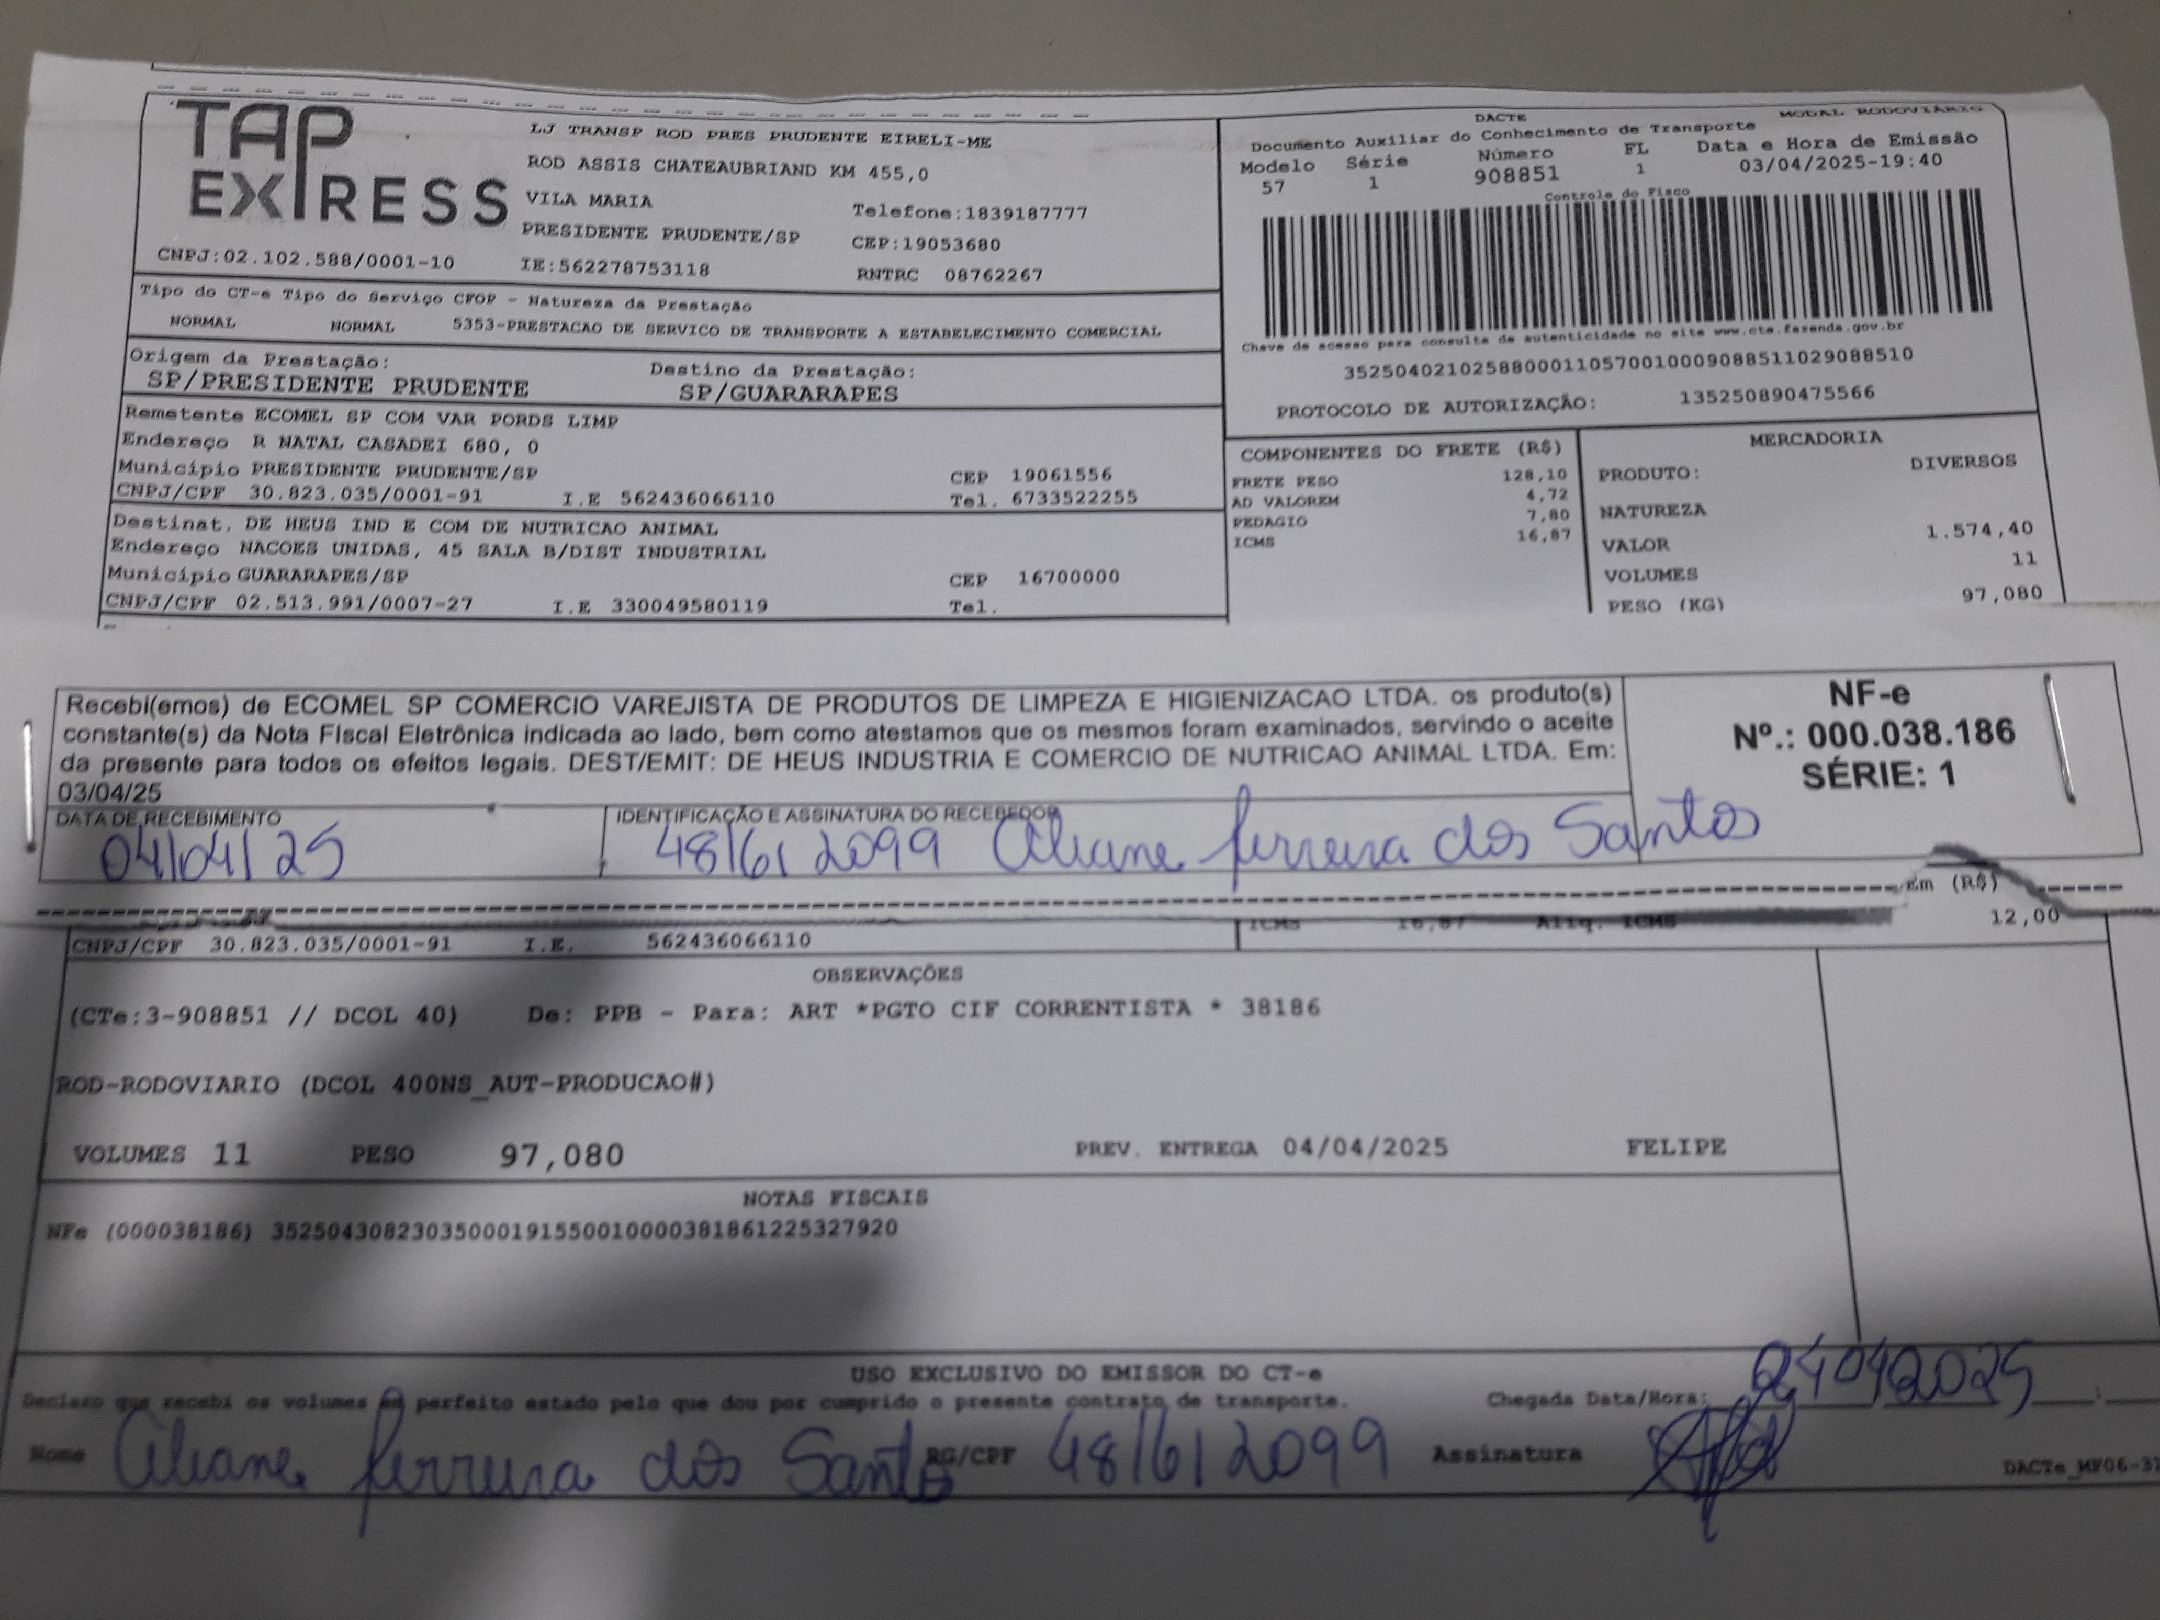 TAP EXPRESS
LJ TRANSP ROD PRES PRUDENTE EIRELI-ME
ROD ASSIS CHATEAUBRIAND KM 455,0
VILA MARIA
Telefone:1839187777
PRESIDENTE PRUDENTE/SP
CEP:19053680
CNPJ:02.102.588/0001-10 IE:562278753118 RNTRC 08762267
Tipo do CT-e Tipo do Serviço CFOP - Natureza da Prestação
NORMAL NORMAL 5353-PRESTACAO DE SERVICO DE TRANSPORTE A ESTABELECIMENTO COMERCIAL
Origem da Prestação: Destino da Prestação:
SP/PRESIDENTE PRUDENTE SP/GUARARAPES
Remetente ECOMEL SP COM VAR PORDS LIMP
Endereço R NATAL CASADEI 680, 0
Município PRESIDENTE PRUDENTE/SP CEP 19061556
CNPJ/CPF 30.823.035/0001-91 I.E 562436066110 Tel. 6733522255
Destinat. DE HEUS IND E COM DE NUTRICAO ANIMAL
Endereço NACOES UNIDAS, 45 SALA B/DIST INDUSTRIAL
Município GUARARAPES/SP CEP 16700000
CNPJ/CPF 02.513.991/0007-27 I.E 330049580119 Tel.
DACTE MODAL RODOVIÁRIO
Documento Auxiliar do Conhecimento de Transporte
Modelo Série Número FL Data e Hora de Emissão
57 1 908851 1 03/04/2025-19:40
Controle do Fisco
Chave de acesso para consulta de autenticidade no site www.cte.fazenda.gov.br
35250402102588000110570010009088511029088510
PROTOCOLO DE AUTORIZAÇÃO: 135250890475566
COMPONENTES DO FRETE (R$)
FRETE PESO 128,10
AD VALOREM 4,72
PEDAGIO 7,80
ICMS 16,87
MERCADORIA
PRODUTO: DIVERSOS
NATUREZA
VALOR 1.574,40
VOLUMES 11
PESO (KG) 97,080
Recebi(emos) de ECOMEL SP COMERCIO VAREJISTA DE PRODUTOS DE LIMPEZA E HIGIENIZACAO LTDA. os produto(s)
constante(s) da Nota Fiscal Eletrônica indicada ao lado, bem como atestamos que os mesmos foram examinados, servindo o aceite
da presente para todos os efeitos legais. DEST/EMIT: DE HEUS INDUSTRIA E COMERCIO DE NUTRICAO ANIMAL LTDA. Em:
03/04/25
NF-e
Nº.: 000.038.186
SÉRIE: 1
DATA DE RECEBIMENTO IDENTIFICAÇÃO E ASSINATURA DO RECEBEDOR
04/04/25 481612099 Aliane ferreira dos Santos
Em (R$)
ICMS 16,87 Aliq. ICMS 12,00
CNPJ/CPF 30.823.035/0001-91 I.E. 562436066110
OBSERVAÇÕES
(CTe:3-908851 // DCOL 40) De: PPB - Para: ART *PGTO CIF CORRENTISTA * 38186
ROD-RODOVIARIO (DCOL 400NS_AUT-PRODUCAO#)
VOLUMES 11 PESO 97,080 PREV. ENTREGA 04/04/2025 FELIPE
NOTAS FISCAIS
NFe (000038186) 35250430823035000191550010000381861225327920
USO EXCLUSIVO DO EMISSOR DO CT-e
Declaro que recebi os volumes em perfeito estado pelo que dou por cumprido o presente contrato de transporte. Chegada Data/Hora:
Nome Aliane ferreira dos Santos RG/CPF 481612099 Assinatura